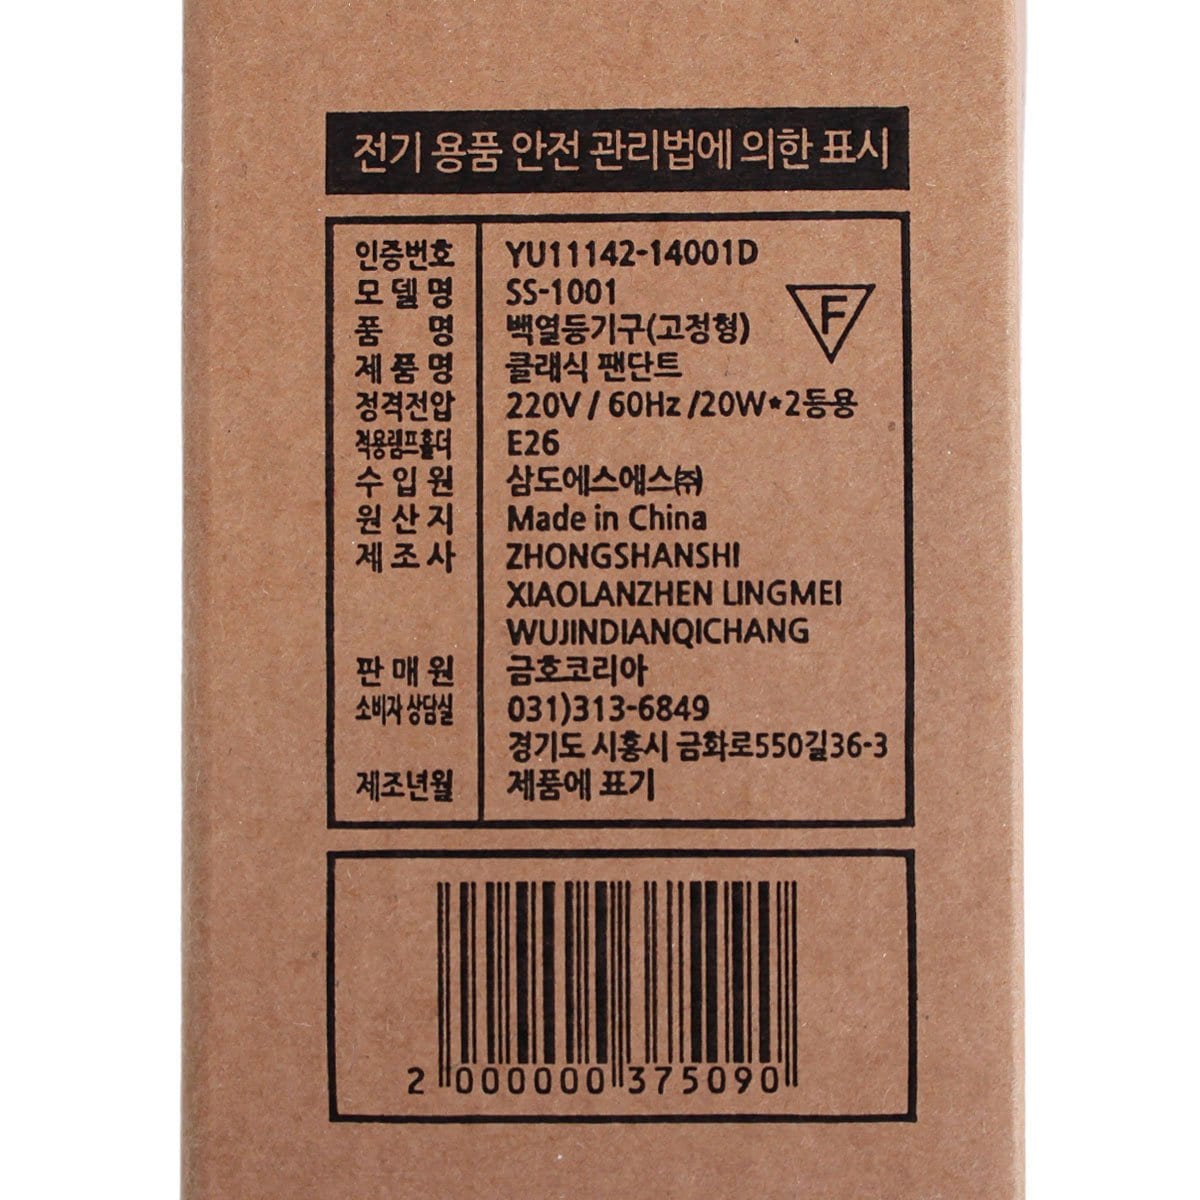 전기 용품 안전 관리법에 의한 표시
인증번호 YU11142-14001D
모델명 SS-1001
품 명 백열등기구(고정형)
F
제품명 클래식 팬단트
정격전압 220V / 60Hz /20W*2등용
적용램프홀더 E26
수입원 삼도에스에스㈜
원산지 Made in China
제조사 ZHONGSHANSHI
XIAOLANZHEN LINGMEI
WUJINDIANQICHANG
판매원 금호코리아
소비자 상담실 031)313-6849
경기도 시흥시 금화로550길36-3
제조년월 제품에 표기
2 000000 375090